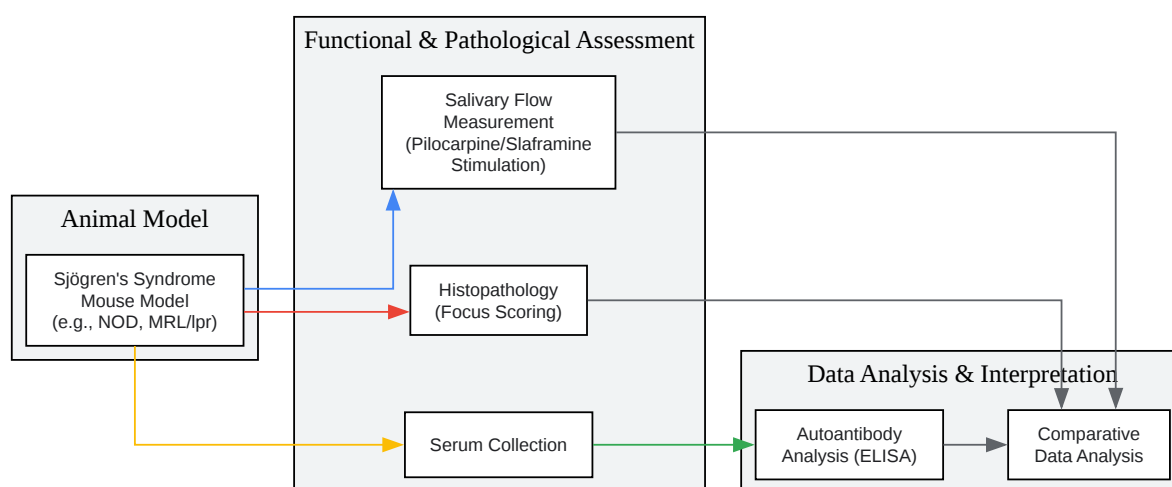 Functional & Pathological Assessment
Salivary Flow
Measurement
(Pilocarpine/Slaframine
Stimulation)
Animal Model
Sjögren's Syndrome
Mouse Model
(e.g., NOD, MRL/lpr)
Histopathology
(Focus Scoring)
Data Analysis & Interpretation
Serum Collection
Autoantibody
Analysis (ELISA)
Comparative
Data Analysis